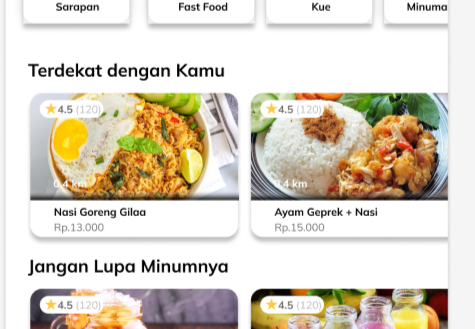 Sarapan
Fast Food
Kue
Minuma
Terdekat dengan Kamu
4.5 (120)
4.5 (120)
0.4 km
0.4 km
Nasi Goreng Gilaa
Ayam Geprek + Nasi
Rp.13.000
Rp.15.000
Jangan Lupa Minumnya
4.5 (120)
4.5 (120)